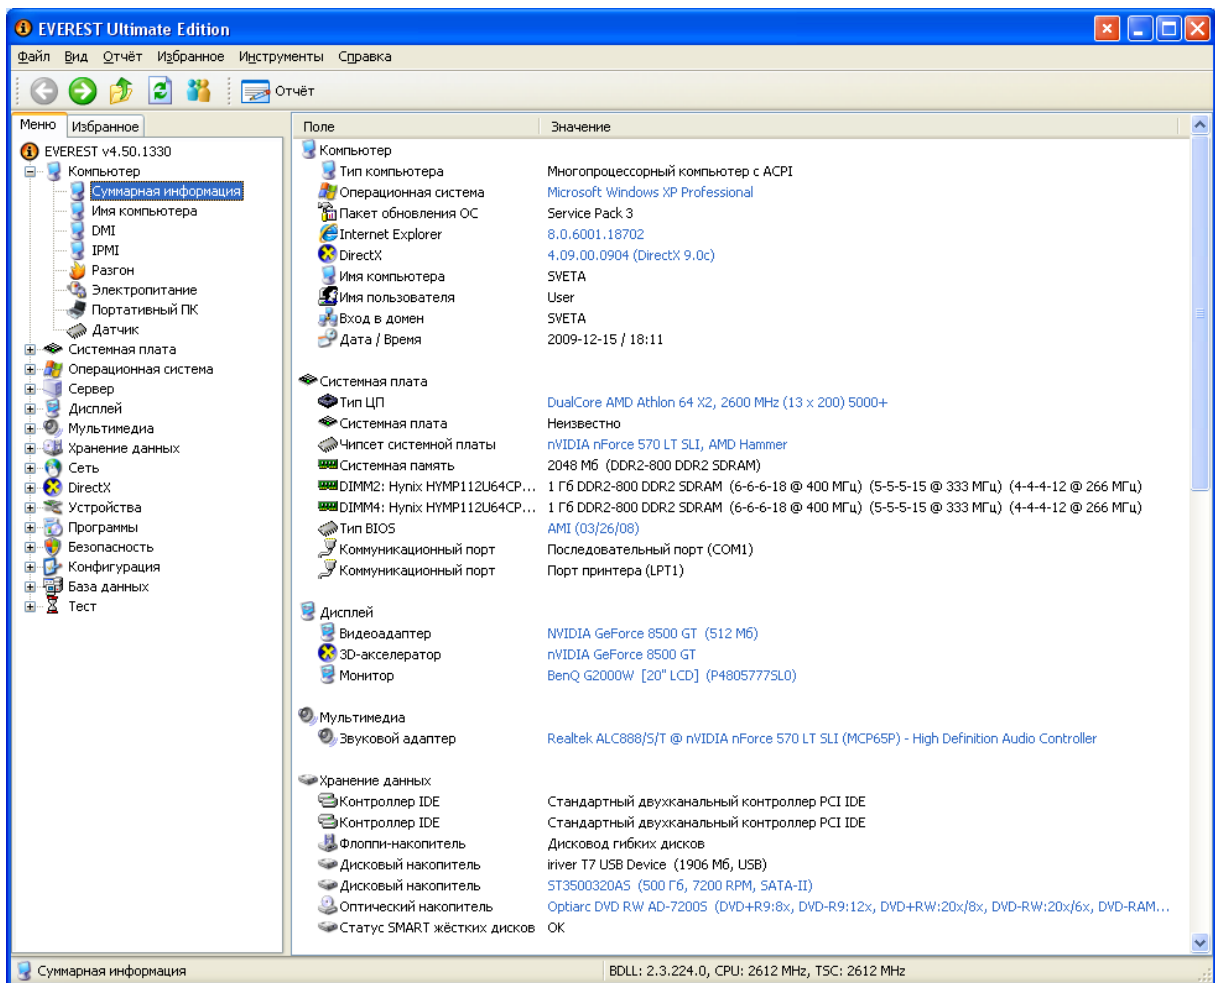 EVEREST Ultimate Edition
Файл Вид Отчёт Избранное Инструменты Справка
Отчёт
Меню Избранное
EVEREST v4.50.1330
Компьютер
Суммарная информация
Имя компьютера
DMI
IPMI
Разгон
Электропитание
Портативный ПК
Датчик
Системная плата
Операционная система
Сервер
Дисплей
Мультимедиа
Хранение данных
Сеть
DirectX
Устройства
Программы
Безопасность
Конфигурация
База данных
Тест
Поле Значение
Компьютер
Тип компьютера Многопроцессорный компьютер с ACPI
Операционная система Microsoft Windows XP Professional
Пакет обновления ОС Service Pack 3
Internet Explorer 8.0.6001.18702
DirectX 4.09.00.0904 (DirectX 9.0c)
Имя компьютера SVETA
Имя пользователя User
Вход в домен SVETA
Дата / Время 2009-12-15 / 18:11
Системная плата
Тип ЦП DualCore AMD Athlon 64 X2, 2600 MHz (13 x 200) 5000+
Системная плата Неизвестно
Чипсет системной платы nVIDIA nForce 570 LT SLI, AMD Hammer
Системная память 2048 Мб (DDR2-800 DDR2 SDRAM)
DIMM2: Hynix HYMP112U64CP... 1 Гб DDR2-800 DDR2 SDRAM (6-6-6-18 @ 400 МГц) (5-5-5-15 @ 333 МГц) (4-4-4-12 @ 266 МГц)
DIMM4: Hynix HYMP112U64CP... 1 Гб DDR2-800 DDR2 SDRAM (6-6-6-18 @ 400 МГц) (5-5-5-15 @ 333 МГц) (4-4-4-12 @ 266 МГц)
Тип BIOS AMI (03/26/08)
Коммуникационный порт Последовательный порт (COM1)
Коммуникационный порт Порт принтера (LPT1)
Дисплей
Видеоадаптер NVIDIA GeForce 8500 GT (512 Мб)
3D-акселератор nVIDIA GeForce 8500 GT
Монитор BenQ G2000W [20" LCD] (P4805777SL0)
Мультимедиа
Звуковой адаптер Realtek ALC888/S/T @ nVIDIA nForce 570 LT SLI (MCP65P) - High Definition Audio Controller
Хранение данных
Контроллер IDE Стандартный двухканальный контроллер PCI IDE
Контроллер IDE Стандартный двухканальный контроллер PCI IDE
Флоппи-накопитель Дисковод гибких дисков
Дисковый накопитель iriver T7 USB Device (1906 Мб, USB)
Дисковый накопитель ST3500320AS (500 Гб, 7200 RPM, SATA-II)
Оптический накопитель Optiarc DVD RW AD-7200S (DVD+R9:8x, DVD-R9:12x, DVD+RW:20x/8x, DVD-RW:20x/6x, DVD-RAM...
Статус SMART жёстких дисков OK
Суммарная информация BDLL: 2.3.224.0, CPU: 2612 MHz, TSC: 2612 MHz